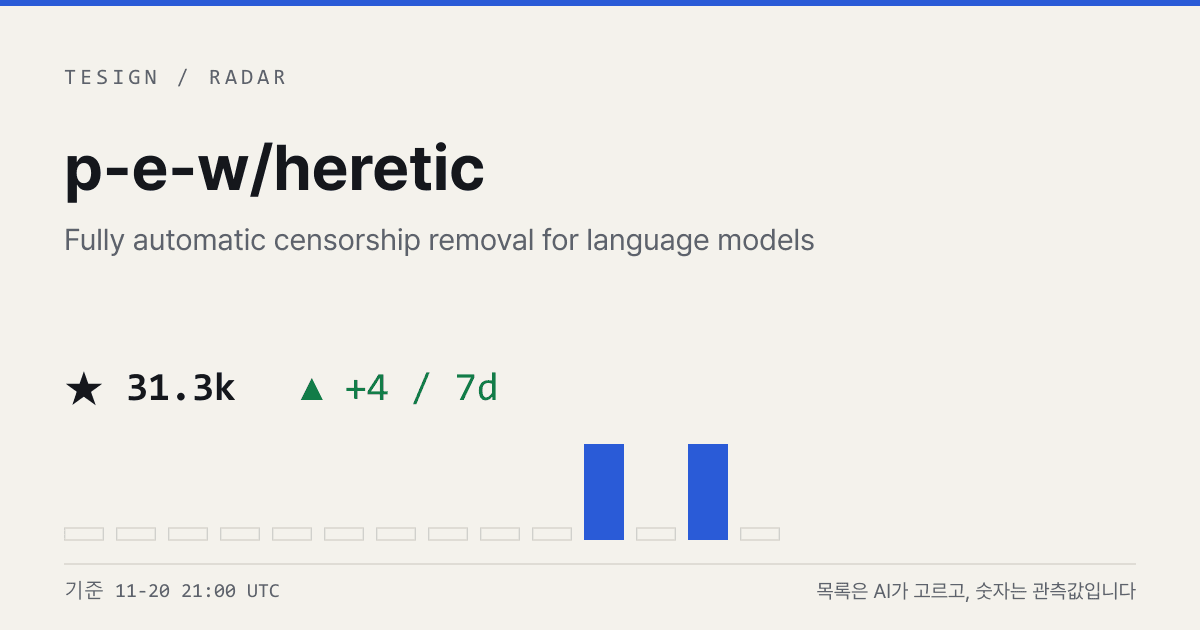 TESIGN / RADAR
p-e-w/heretic
Fully automatic censorship removal for language models
★ 31.3k ▲ +4 / 7d
기준 11-20 21:00 UTC
목록은 AI가 고르고, 숫자는 관측값입니다